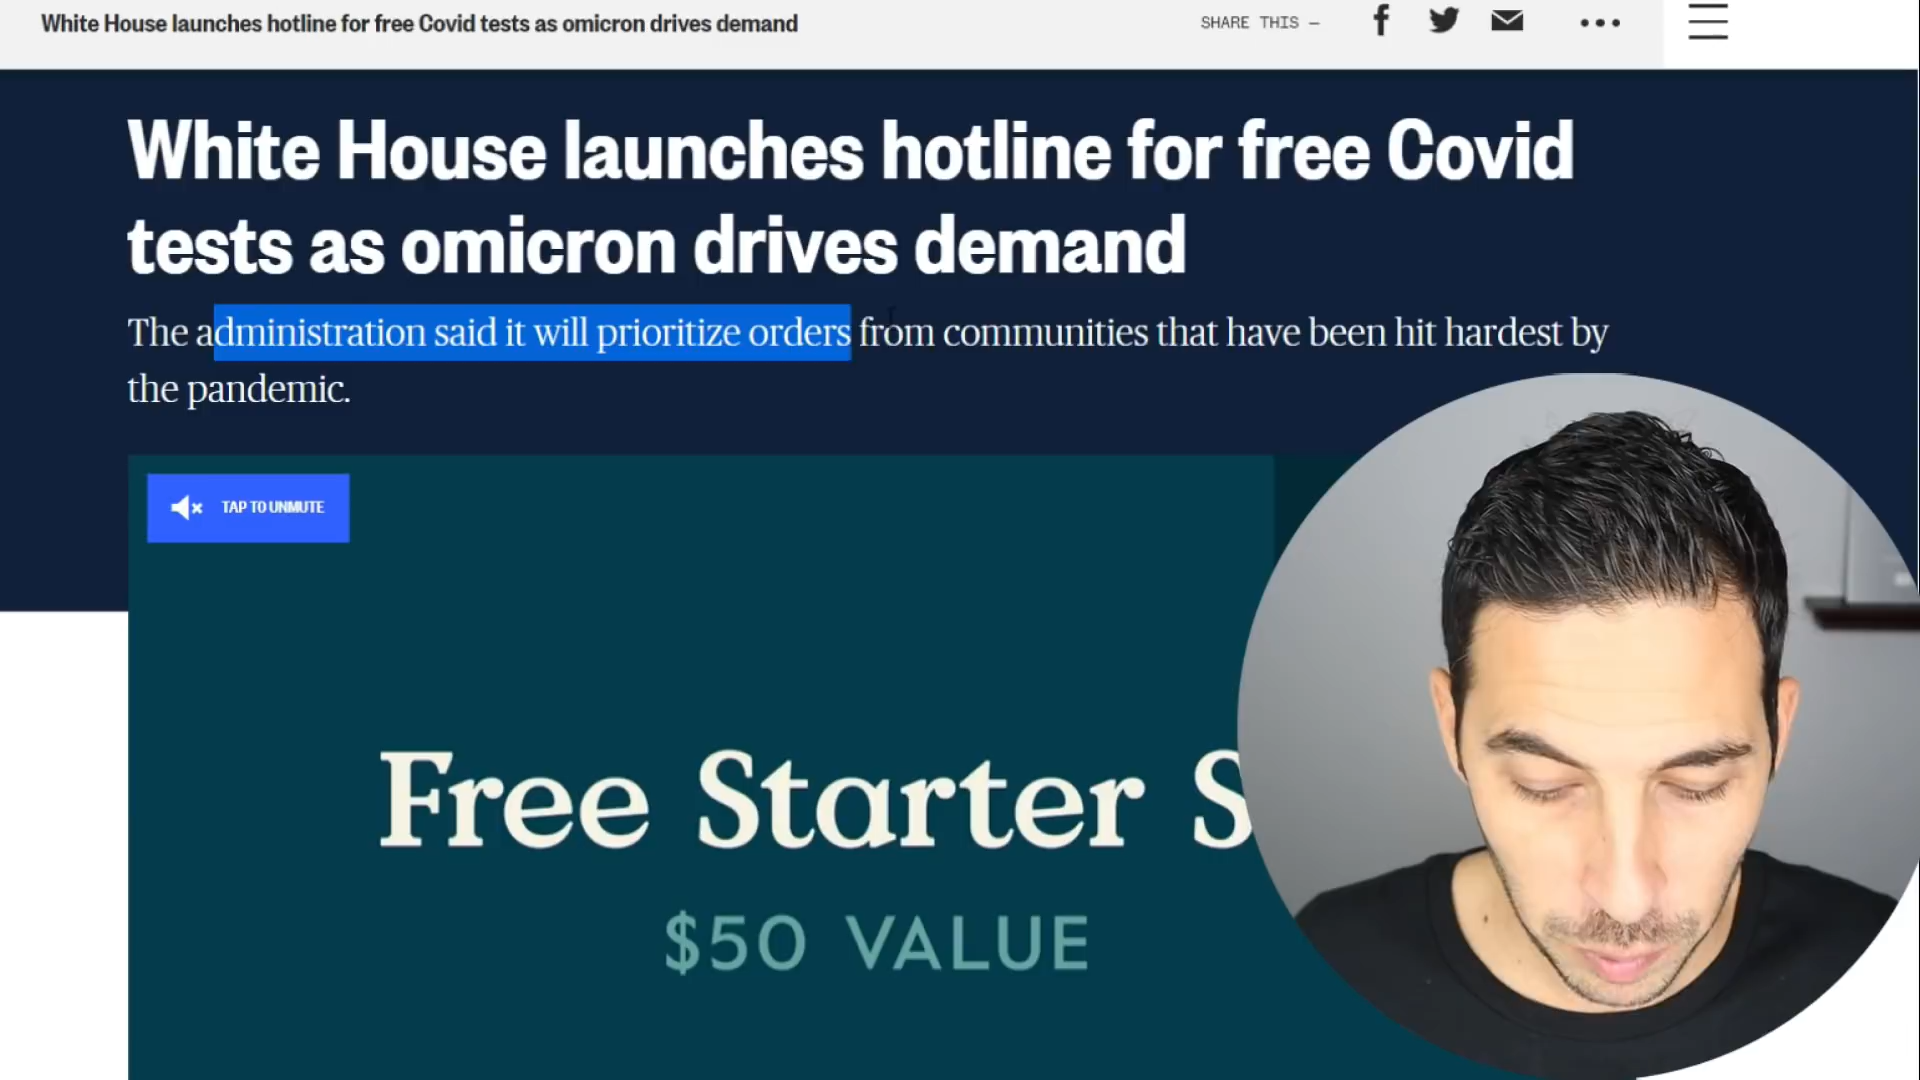 White House launches hotline for free Covid tests as omicron drives demand
SHARE THIS —
White House launches hotline for free Covid
tests as omicron drives demand
The administration said it will prioritize orders from communities that have been hit hardest by
the pandemic.
TAP TO UNMUTE
Free Starter S
$50 VALUE